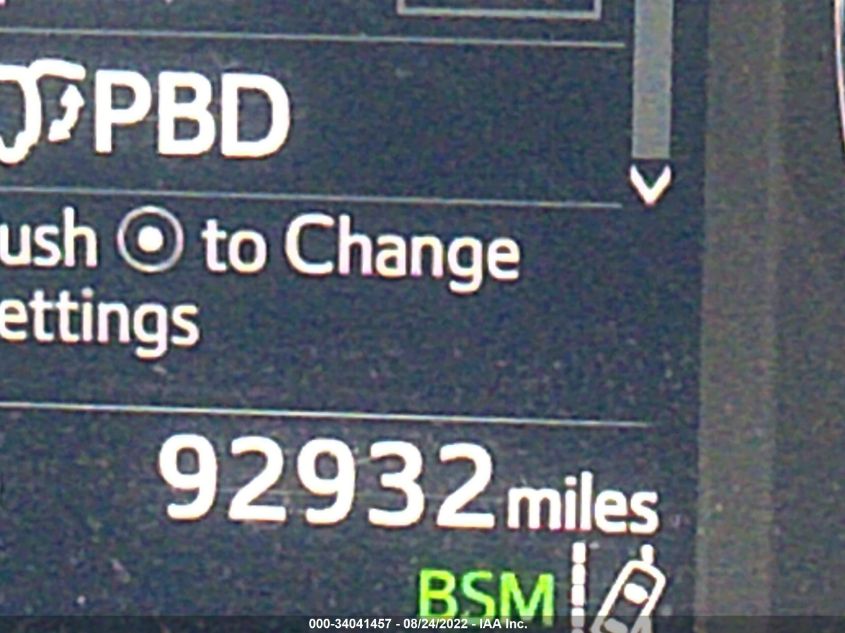 PBD
ush to Change
ettings
92932 miles
BSM
000-34041457 - 08/24/2022 - IAA Inc.